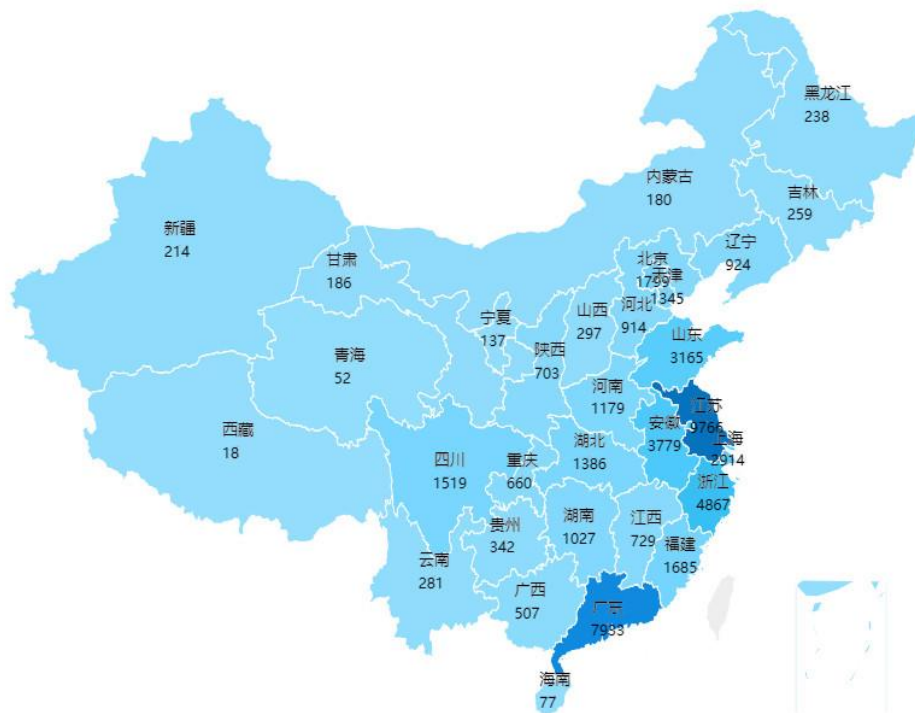 黑龙江
238
内蒙古
180
吉林
259
新疆
214
辽宁
924
甘肃
186
北京
1799
天津
1345
河北
914
宁夏
137
山西
297
山东
3165
陕西
703
青海
52
河南
1179
江苏
9766
安徽
3779
西藏
18
上海
2914
湖北
1386
四川
1519
重庆
660
浙江
4867
湖南
1027
江西
729
贵州
342
福建
1685
云南
281
广西
507
广东
海南
77